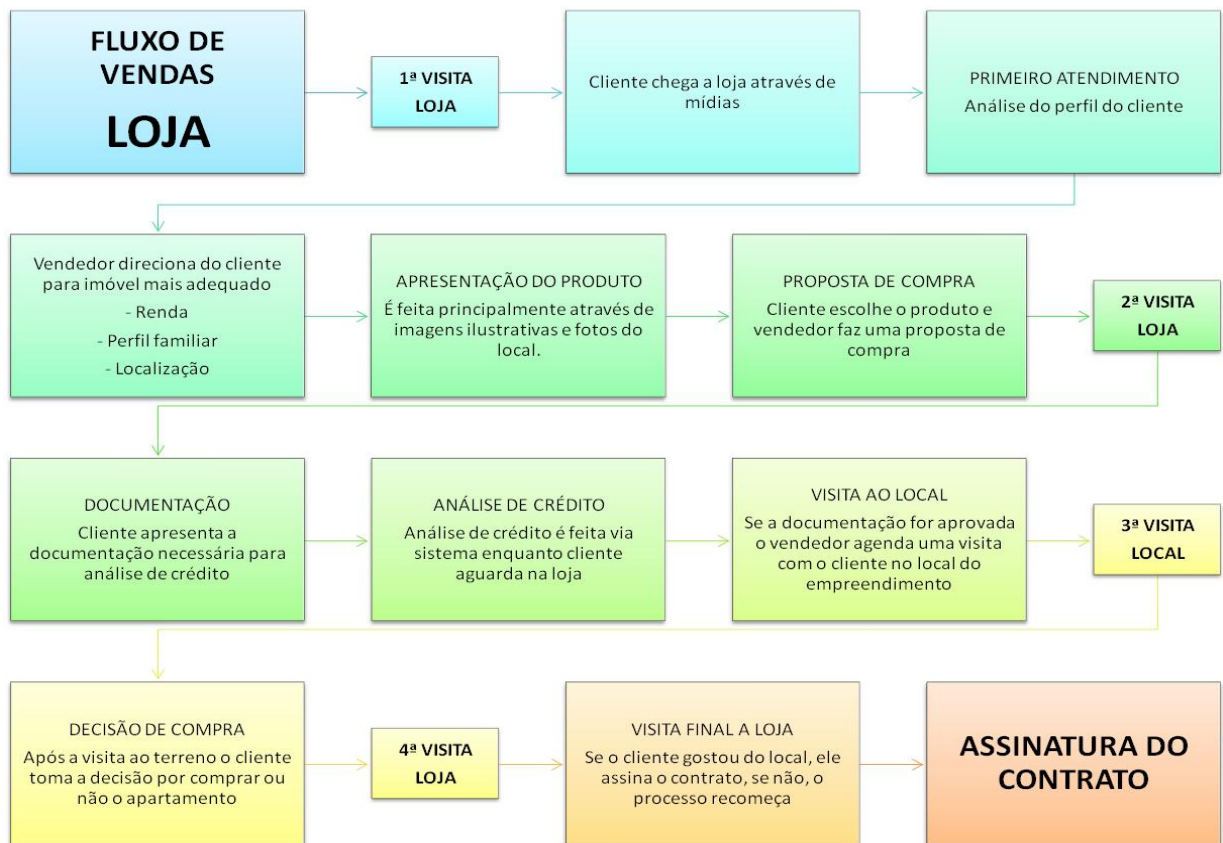 FLUXO DE
VENDAS
LOJA
1ª VISITA
LOJA
Cliente chega a loja através de
mídias
PRIMEIRO ATENDIMENTO
Análise do perfil do cliente
Vendedor direciona do cliente
para imóvel mais adequado
- Renda
- Perfil familiar
- Localização
APRESENTAÇÃO DO PRODUTO
É feita principalmente através de
imagens ilustrativas e fotos do
local.
PROPOSTA DE COMPRA
Cliente escolhe o produto e
vendedor faz uma proposta de
compra
2ª VISITA
LOJA
DOCUMENTAÇÃO
Cliente apresenta a
documentação necessária para
análise de crédito
ANÁLISE DE CRÉDITO
Análise de crédito é feita via
sistema enquanto cliente
aguarda na loja
VISITA AO LOCAL
Se a documentação for aprovada
o vendedor agenda uma visita
com o cliente no local do
empreendimento
3ª VISITA
LOCAL
DECISÃO DE COMPRA
Após a visita ao terreno o cliente
toma a decisão por comprar ou
não o apartamento
4ª VISITA
LOJA
VISITA FINAL A LOJA
Se o cliente gostou do local, ele
assina o contrato, se não, o
processo recomeça
ASSINATURA DO
CONTRATO